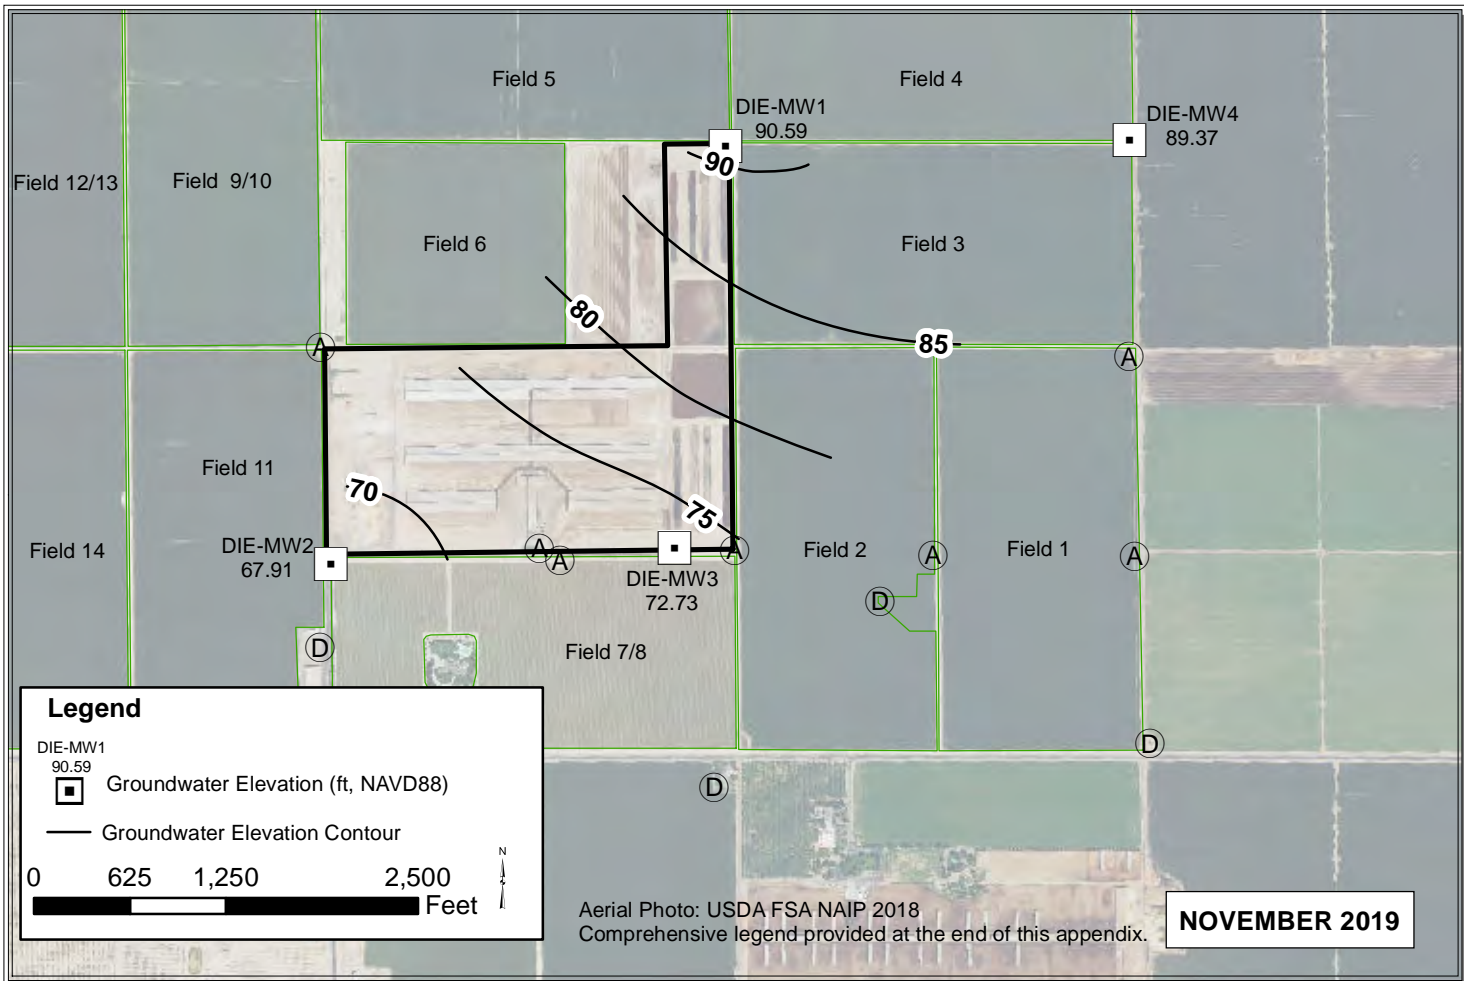 Field 5
Field 4
DIE-MW1
90.59
DIE-MW4
89.37
90
Field 12/13
Field 9/10
Field 6
Field 3
80
85
A
A
Field 11
70
75
Field 14
DIE-MW2
67.91
A
A
A
Field 2
A
Field 1
A
DIE-MW3
72.73
D
D
Field 7/8
Legend
DIE-MW1
90.59
Groundwater Elevation (ft, NAVD88)
Groundwater Elevation Contour
0 625 1,250 2,500
Feet
N
D
D
Aerial Photo: USDA FSA NAIP 2018
Comprehensive legend provided at the end of this appendix.
NOVEMBER 2019